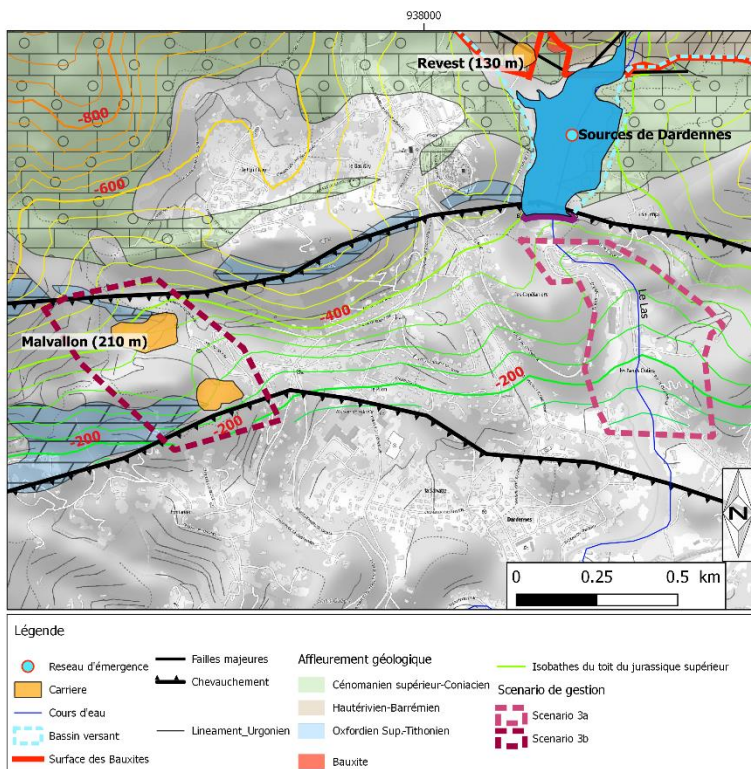 938000
Revest (130 m)
-800
Sources de Dardennes
-600
-400
Le Las
Malvallon (210 m)
-200
-200
-200
Dardennes
N
0 0.25 0.5 km
Légende
Reseau d'émergence
Carriere
Cours d'eau
Bassin versant
Surface des Bauxites
Failles majeures
Chevauchement
Lineament_Urgonien
Affleurement géologique
Cénomanien supérieur-Coniacien
Hautérivien-Barrémien
Oxfordien Sup.-Tithonien
Bauxite
Isobathes du toit du jurassique supérieur
Scenario de gestion
Scenario 3a
Scenario 3b